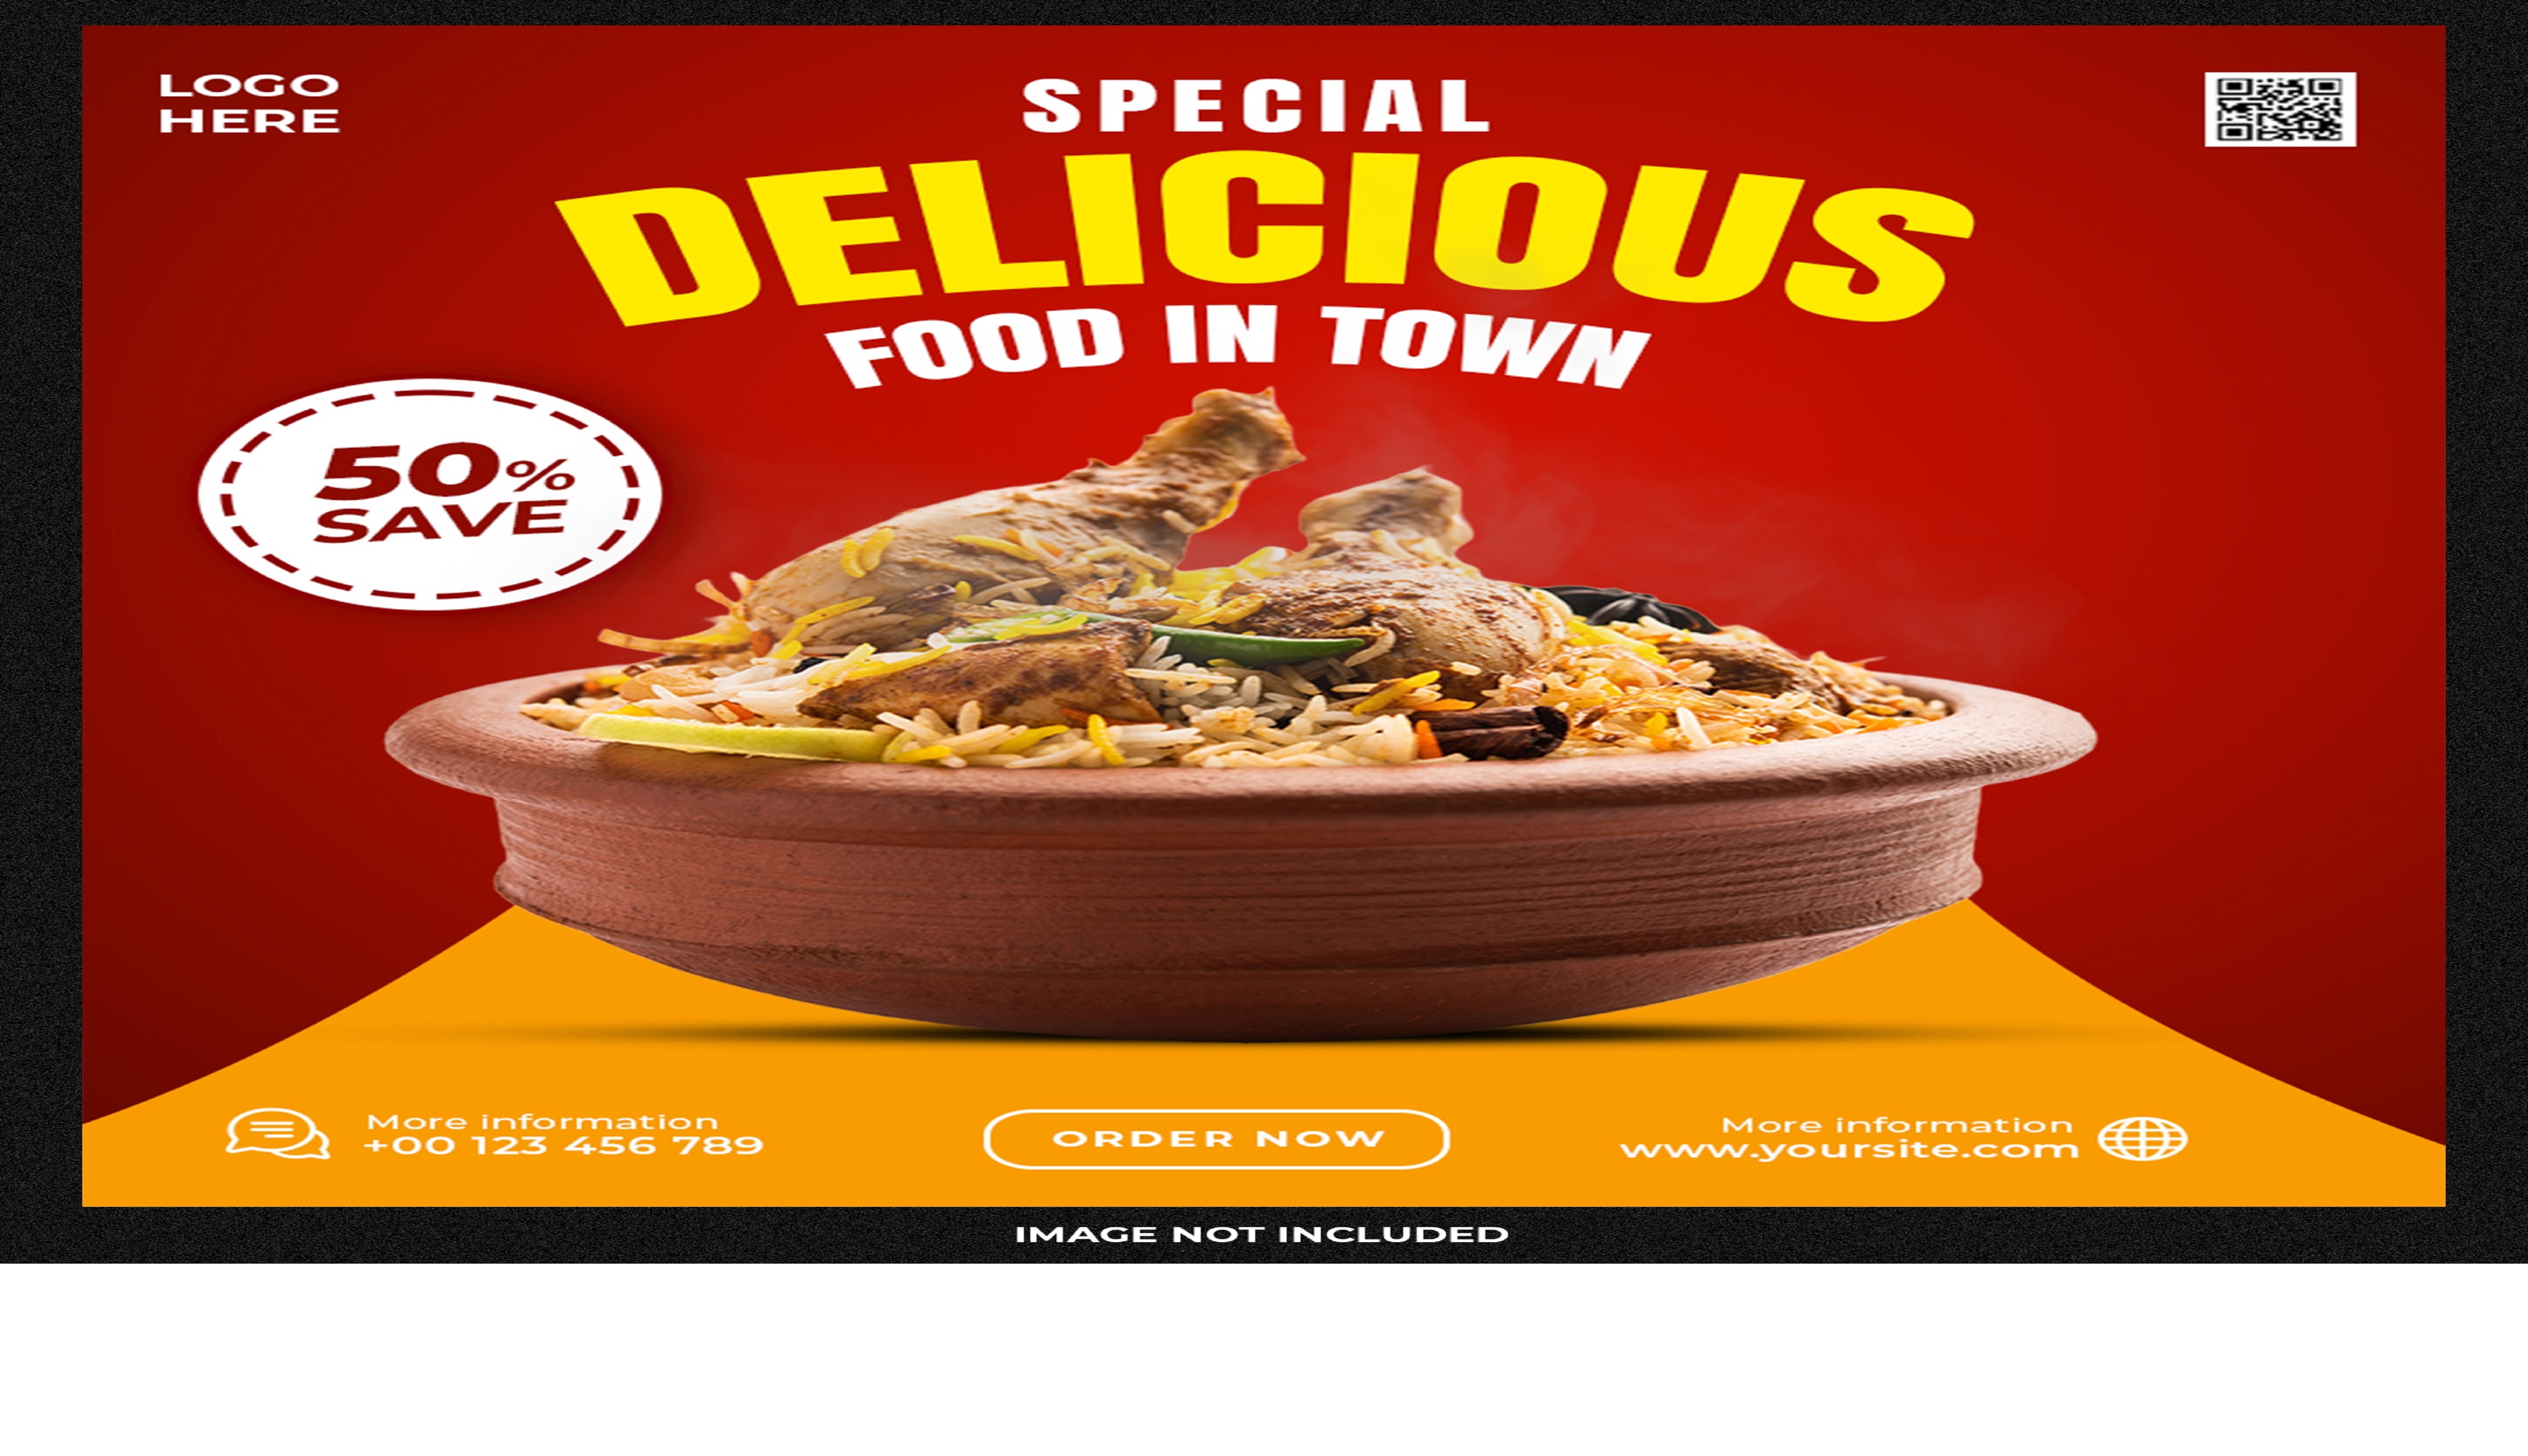 LOGO
HERE
SPECIAL
DELICIOUS
FOOD IN TOWN
50%
SAVE
More information
+00 123 456 789
ORDER NOW
More information
www.yoursite.com
IMAGE NOT INCLUDED